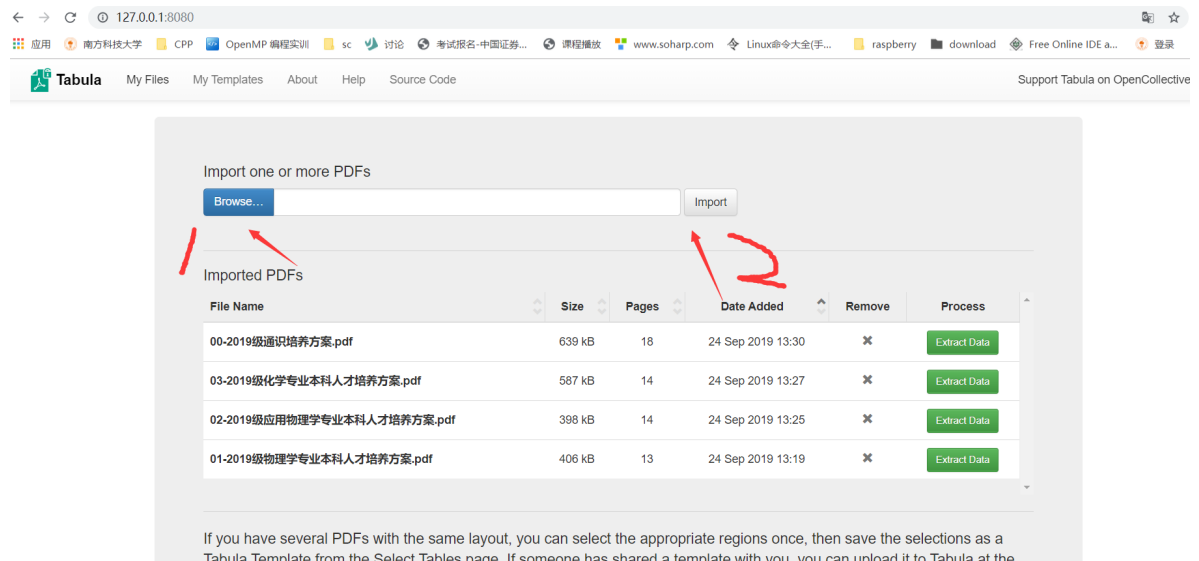 127.0.0.1:8080
应用 南方科技大学 CPP OpenMP 编程实训 sc 讨论 考试报名-中国证券... 课程播放 www.soharp.com Linux命令大全(手... raspberry download Free Online IDE a... 登录
Tabula My Files My Templates About Help Source Code Support Tabula on OpenCollective
Import one or more PDFs
Browse... Import
1 2
Imported PDFs
File Name Size Pages Date Added Remove Process
00-2019级通识培养方案.pdf 639 kB 18 24 Sep 2019 13:30 Extract Data
03-2019级化学专业本科人才培养方案.pdf 587 kB 14 24 Sep 2019 13:27 Extract Data
02-2019级应用物理学专业本科人才培养方案.pdf 398 kB 14 24 Sep 2019 13:25 Extract Data
01-2019级物理学专业本科人才培养方案.pdf 406 kB 13 24 Sep 2019 13:19 Extract Data
If you have several PDFs with the same layout, you can select the appropriate regions once, then save the selections as a
Tabula Template from the Select Tables page. If someone has shared a template with you, you can upload it to Tabula at the